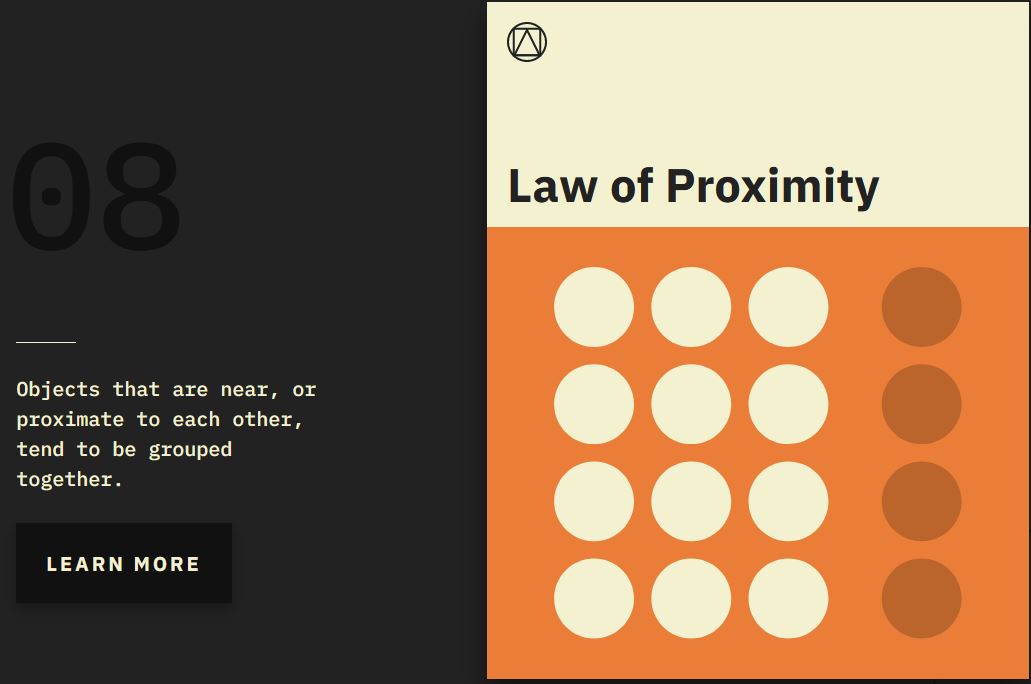 08
Objects that are near, or
proximate to each other,
tend to be grouped
together.
LEARN MORE
Law of Proximity